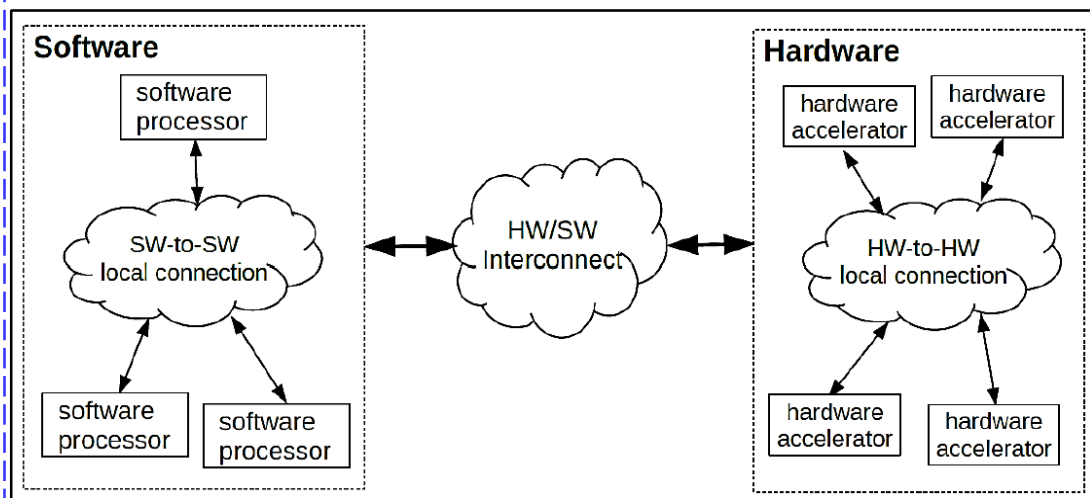 Software
software
processor
SW-to-SW
local connection
software
processor
software
processor
HW/SW
Interconnect
Hardware
hardware
accelerator
hardware
accelerator
HW-to-HW
local connection
hardware
accelerator
hardware
accelerator